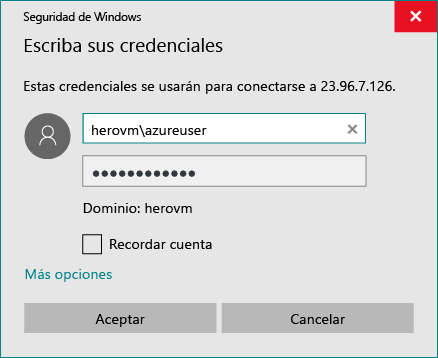 Seguridad de Windows
Escriba sus credenciales
Estas credenciales se usarán para conectarse a 23.96.7.126.
herovm\azureuser
●●●●●●●●●●●●
Dominio: herovm
Recordar cuenta
Más opciones
Aceptar
Cancelar